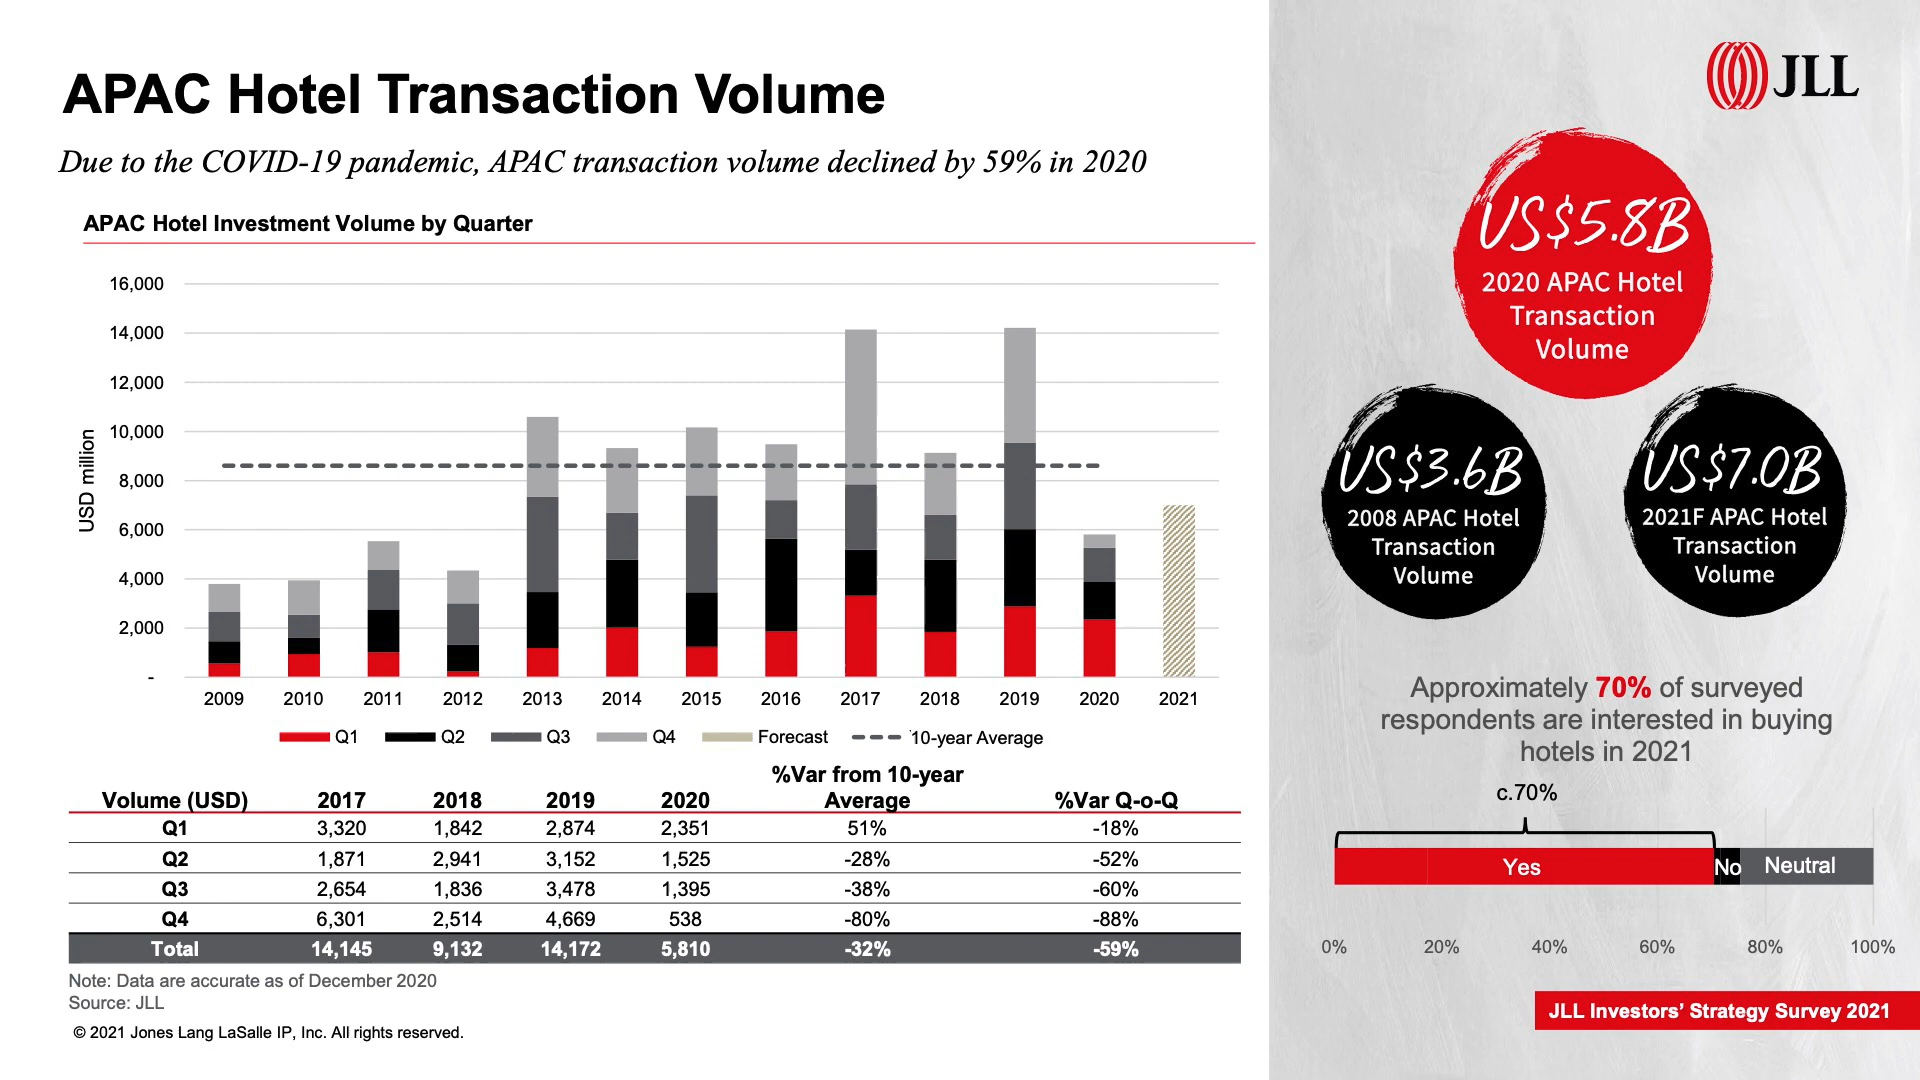 APAC Hotel Transaction Volume
Due to the COVID-19 pandemic, APAC transaction volume declined by 59% in 2020
APAC Hotel Investment Volume by Quarter
USD million
16,000
14,000
12,000
10,000
8,000
6,000
4,000
2,000
-
2009 2010 2011 2012 2013 2014 2015 2016 2017 2018 2019 2020 2021
Q1 Q2 Q3 Q4 Forecast 10-year Average
%Var from 10-year
Volume (USD) 2017 2018 2019 2020 Average %Var Q-o-Q
Q1 3,320 1,842 2,874 2,351 51% -18%
Q2 1,871 2,941 3,152 1,525 -28% -52%
Q3 2,654 1,836 3,478 1,395 -38% -60%
Q4 6,301 2,514 4,669 538 -80% -88%
Total 14,145 9,132 14,172 5,810 -32% -59%
Note: Data are accurate as of December 2020
Source: JLL
© 2021 Jones Lang LaSalle IP, Inc. All rights reserved.
JLL
US$5.8B
2020 APAC Hotel
Transaction
Volume
US$3.6B
2008 APAC Hotel
Transaction
Volume
US$7.0B
2021F APAC Hotel
Transaction
Volume
Approximately 70% of surveyed
respondents are interested in buying
hotels in 2021
c.70%
Yes No Neutral
0% 20% 40% 60% 80% 100%
JLL Investors’ Strategy Survey 2021